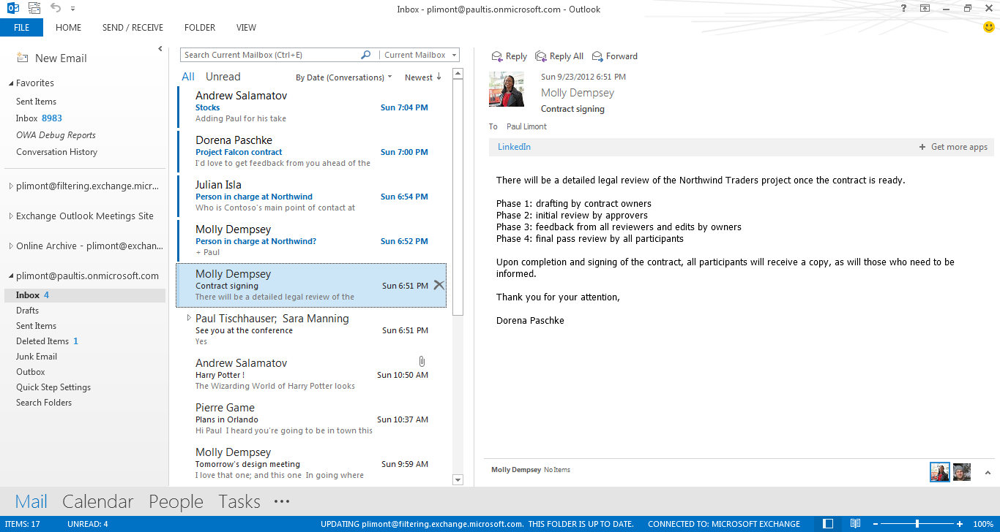 Inbox - plimont@paultis.onmicrosoft.com - Outlook
FILE HOME SEND / RECEIVE FOLDER VIEW
New Email
Favorites
Sent Items
Inbox 8983
OWA Debug Reports
Conversation History
plimont@filtering.exchange.micr...
Exchange Outlook Meetings Site
Online Archive - plimont@exchan...
plimont@paultis.onmicrosoft.com
Inbox 4
Drafts
Sent Items
Deleted Items 1
Junk Email
Outbox
Quick Step Settings
Search Folders
Search Current Mailbox (Ctrl+E) Current Mailbox
All Unread By Date (Conversations) Newest
Andrew Salamatov
Stocks Sun 7:04 PM
Adding Paul for his take
Dorena Paschke
Project Falcon contract Sun 7:00 PM
I'd love to get feedback from you ahead of the
Julian Isla
Person in charge at Northwind Sun 6:54 PM
Who is Contoso's main point of contact at
Molly Dempsey
Person in charge at Northwind? Sun 6:52 PM
+ Paul
Molly Dempsey
Contract signing Sun 6:51 PM
There will be a detailed legal review of the
Paul Tischhauser; Sara Manning
See you at the conference Sun 6:51 PM
Yes
Andrew Salamatov
Harry Potter ! Sun 10:50 AM
The Wizarding World of Harry Potter looks
Pierre Game
Plans in Orlando Sun 10:37 AM
Hi Paul I heard you're going to be in town this
Molly Dempsey
Tomorrow's design meeting Sun 9:59 AM
I love that one; and this one In going where
Reply Reply All Forward
Sun 9/23/2012 6:51 PM
Molly Dempsey
Contract signing
To Paul Limont
LinkedIn + Get more apps
There will be a detailed legal review of the Northwind Traders project once the contract is ready.
Phase 1: drafting by contract owners
Phase 2: initial review by approvers
Phase 3: feedback from all reviewers and edits by owners
Phase 4: final pass review by all participants
Upon completion and signing of the contract, all participants will receive a copy, as will those who need to be
informed.
Thank you for your attention,
Dorena Paschke
Molly Dempsey No Items
Mail Calendar People Tasks ...
ITEMS: 17 UNREAD: 4 UPDATING plimont@filtering.exchange.microsoft.com. THIS FOLDER IS UP TO DATE. CONNECTED TO: MICROSOFT EXCHANGE 100%